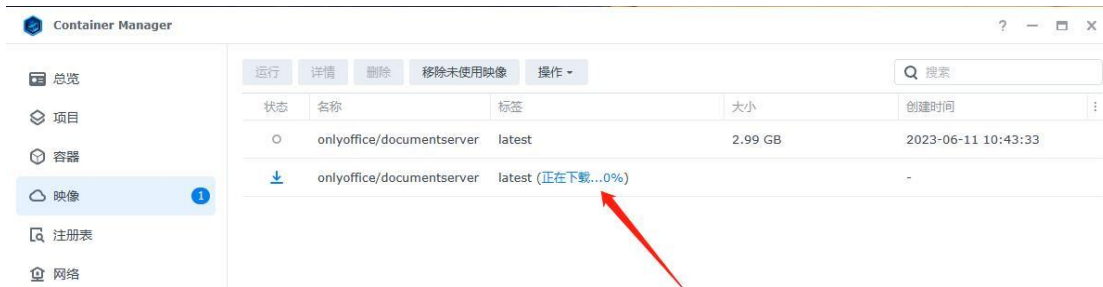 Container Manager
总览
项目
容器
映像 1
注册表
网络
运行 详情 删除 移除未使用映像 操作
搜索
状态 名称 标签 大小 创建时间
onlyoffice/documentserver latest 2.99 GB 2023-06-11 10:43:33
onlyoffice/documentserver latest (正在下载...0%) -